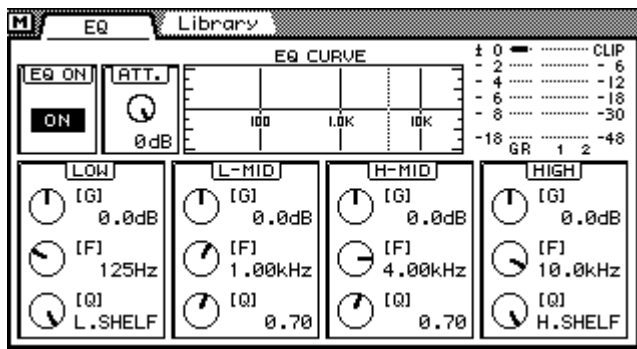 M EQ Library
EQ ON ATT. EQ CURVE
ON 0dB
100 1.0K 10K
± 0 CLIP
- 2 - 6
- 4 -12
- 6 -18
- 8 -30
-18 -48
GR 1 2
LOW
[G]
0.0dB
[F]
125Hz
[Q]
L.SHELF
L-MID
[G]
0.0dB
[F]
1.00kHz
[Q]
0.70
H-MID
[G]
0.0dB
[F]
4.00kHz
[Q]
0.70
HIGH
[G]
0.0dB
[F]
10.0kHz
[Q]
H.SHELF